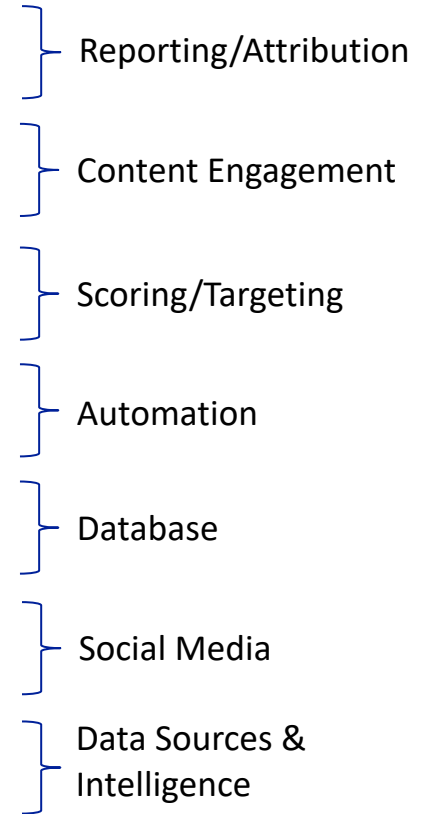 Reporting/Attribution
Content Engagement
Scoring/Targeting
Automation
Database
Social Media
Data Sources &
Intelligence